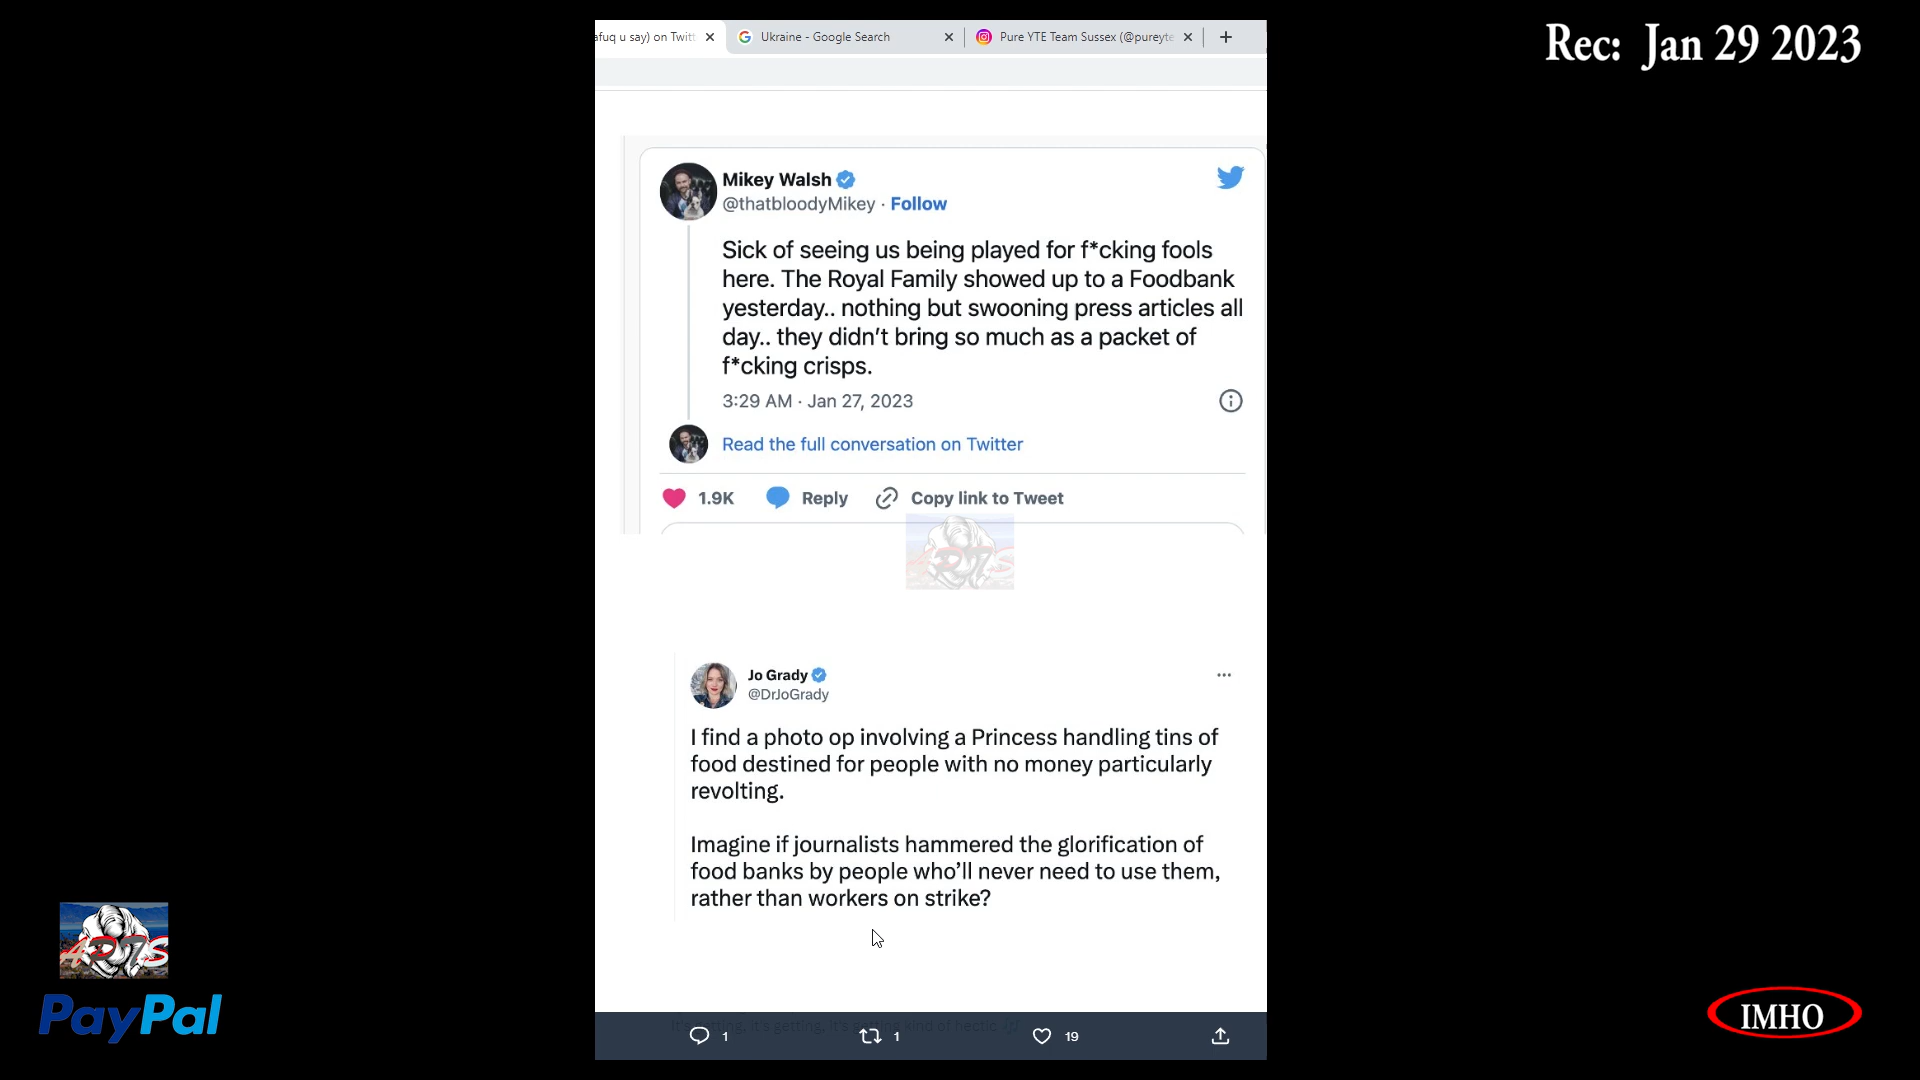 afuq u say) on Twitt
Ukraine - Google Search
Pure YTE Team Sussex (@pureyte
Rec: Jan 29 2023
Mikey Walsh
@thatbloodyMikey · Follow
Sick of seeing us being played for f*cking fools
here. The Royal Family showed up to a Foodbank
yesterday.. nothing but swooning press articles all
day.. they didn’t bring so much as a packet of
f*cking crisps.
3:29 AM · Jan 27, 2023
Read the full conversation on Twitter
1.9K Reply Copy link to Tweet
Jo Grady
@DrJoGrady
I find a photo op involving a Princess handling tins of
food destined for people with no money particularly
revolting.
Imagine if journalists hammered the glorification of
food banks by people who’ll never need to use them,
rather than workers on strike?
1 1 19
PayPal
IMHO